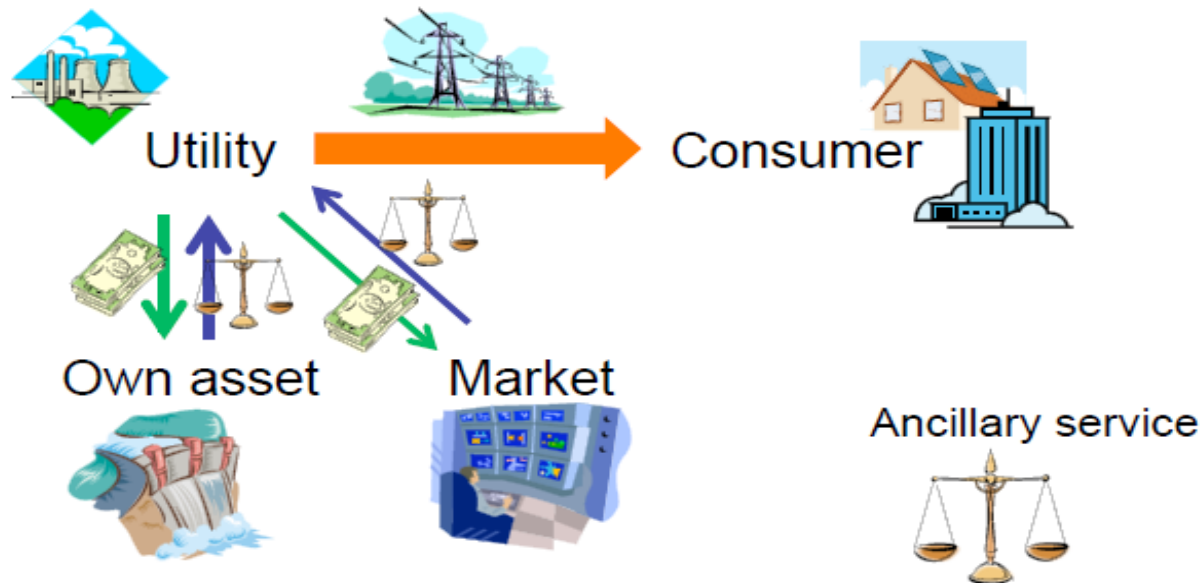 Utility
Consumer
Own asset
Market
Ancillary service